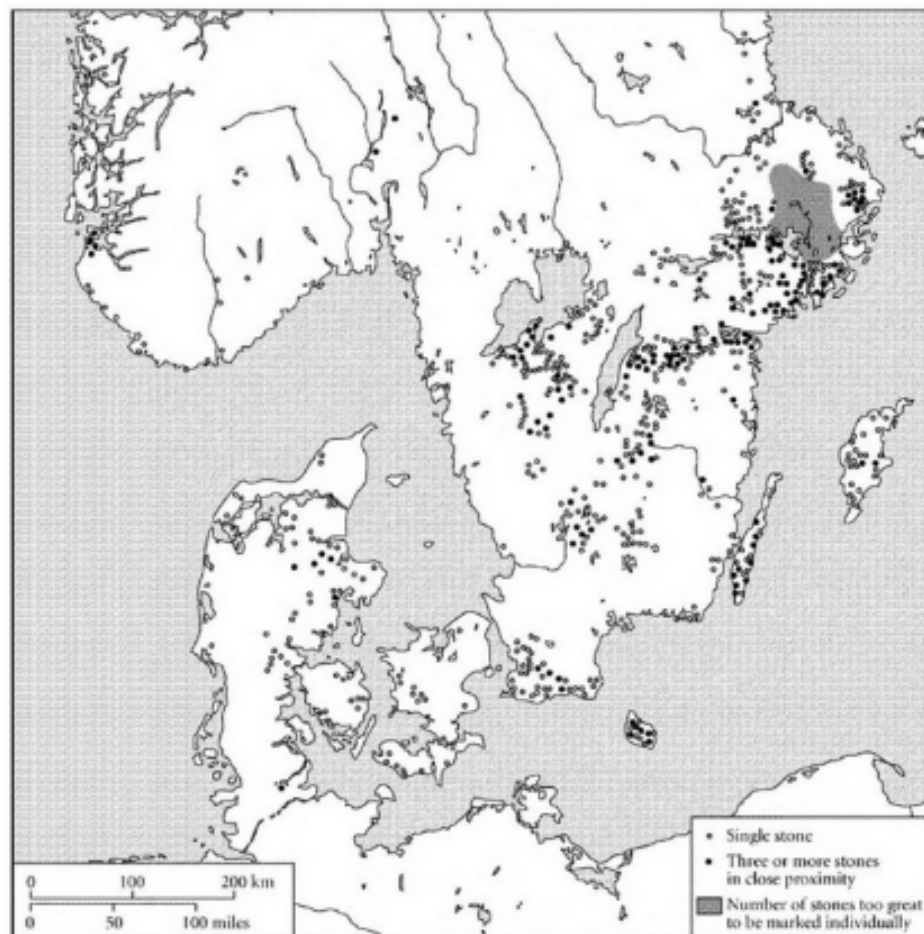 Single stone
Three or more stones
in close proximity
Number of stones too great
to be marked individually
0 100 200 km
0 50 100 miles